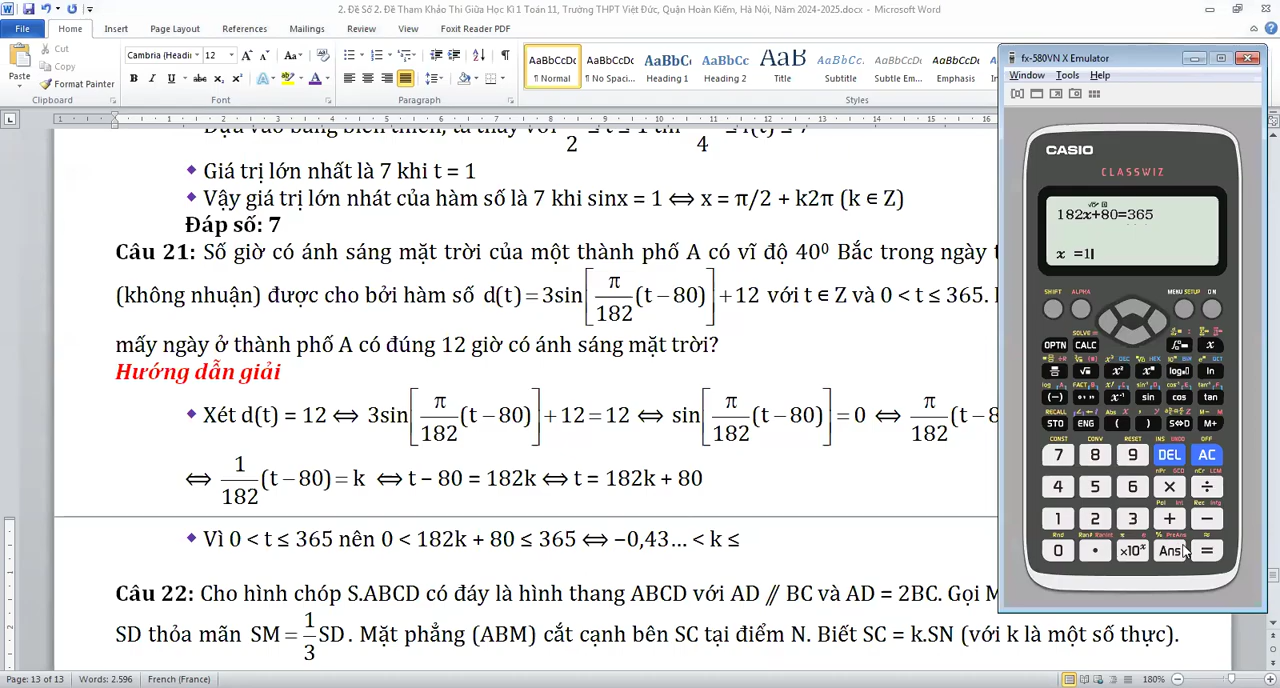 2. Đề Số 2. Đề Tham Khảo Thi Giữa Học Kì 1 Toán 11, Trường THPT Việt Đức, Quận Hoàn Kiếm, Hà Nội, Năm 2024-2025.docx - Microsoft Word
File Home Insert Page Layout References Mailings Review View Foxit Reader PDF
Paste Cut Copy Format Painter
Cambria (Headi 12
AaBbCcDc AaBbCcDc AaBbC AaBbCc AaB AaBbCc. AaBbCcDc AaBbCcDc
¶ Normal ¶ No Spaci... Heading 1 Heading 2 Title Subtitle Subtle Em... Emphasis
Clipboard Font Paragraph Styles
◆ Giá trị lớn nhất là 7 khi t = 1
◆ Vậy giá trị lớn nhát của hàm số là 7 khi sinx = 1 ⇔ x = π/2 + k2π (k ∈ Z)
Đáp số: 7
Câu 21: Số giờ có ánh sáng mặt trời của một thành phố A có vĩ độ 40⁰ Bắc trong ngày t
(không nhuận) được cho bởi hàm số d(t) = 3sin[π/182 (t − 80)] + 12 với t ∈ Z và 0 < t ≤ 365.
mấy ngày ở thành phố A có đúng 12 giờ có ánh sáng mặt trời?
Hướng dẫn giải
◆ Xét d(t) = 12 ⇔ 3sin[π/182 (t − 80)] + 12 = 12 ⇔ sin[π/182 (t − 80)] = 0 ⇔ π/182 (t − 8
⇔ 1/182 (t − 80) = k ⇔ t − 80 = 182k ⇔ t = 182k + 80
◆ Vì 0 < t ≤ 365 nên 0 < 182k + 80 ≤ 365 ⇔ −0,43... < k ≤
Câu 22: Cho hình chóp S.ABCD có đáy là hình thang ABCD với AD // BC và AD = 2BC. Gọi M
SD thỏa mãn SM = 1/3 SD. Mặt phẳng (ABM) cắt cạnh bên SC tại điểm N. Biết SC = k.SN (với k là một số thực).
Page: 13 of 13 Words: 2.596 French (France) 180%
fx-580VN X Emulator
Window Tools Help
CASIO
CLASSWIZ
182x+80=365
x =1
SHIFT ALPHA MENU SETUP ON
OPTN CALC x
ln
(−) x⁻¹ sin cos tan
STO ENG ( ) S⇔D M+
7 8 9 DEL AC
4 5 6 × ÷
1 2 3 + −
0 • ×10ˣ Ans =